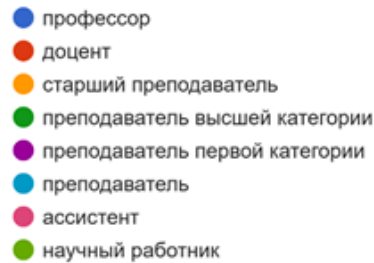 профессор
доцент
старший преподаватель
преподаватель высшей категории
преподаватель первой категории
преподаватель
ассистент
научный работник